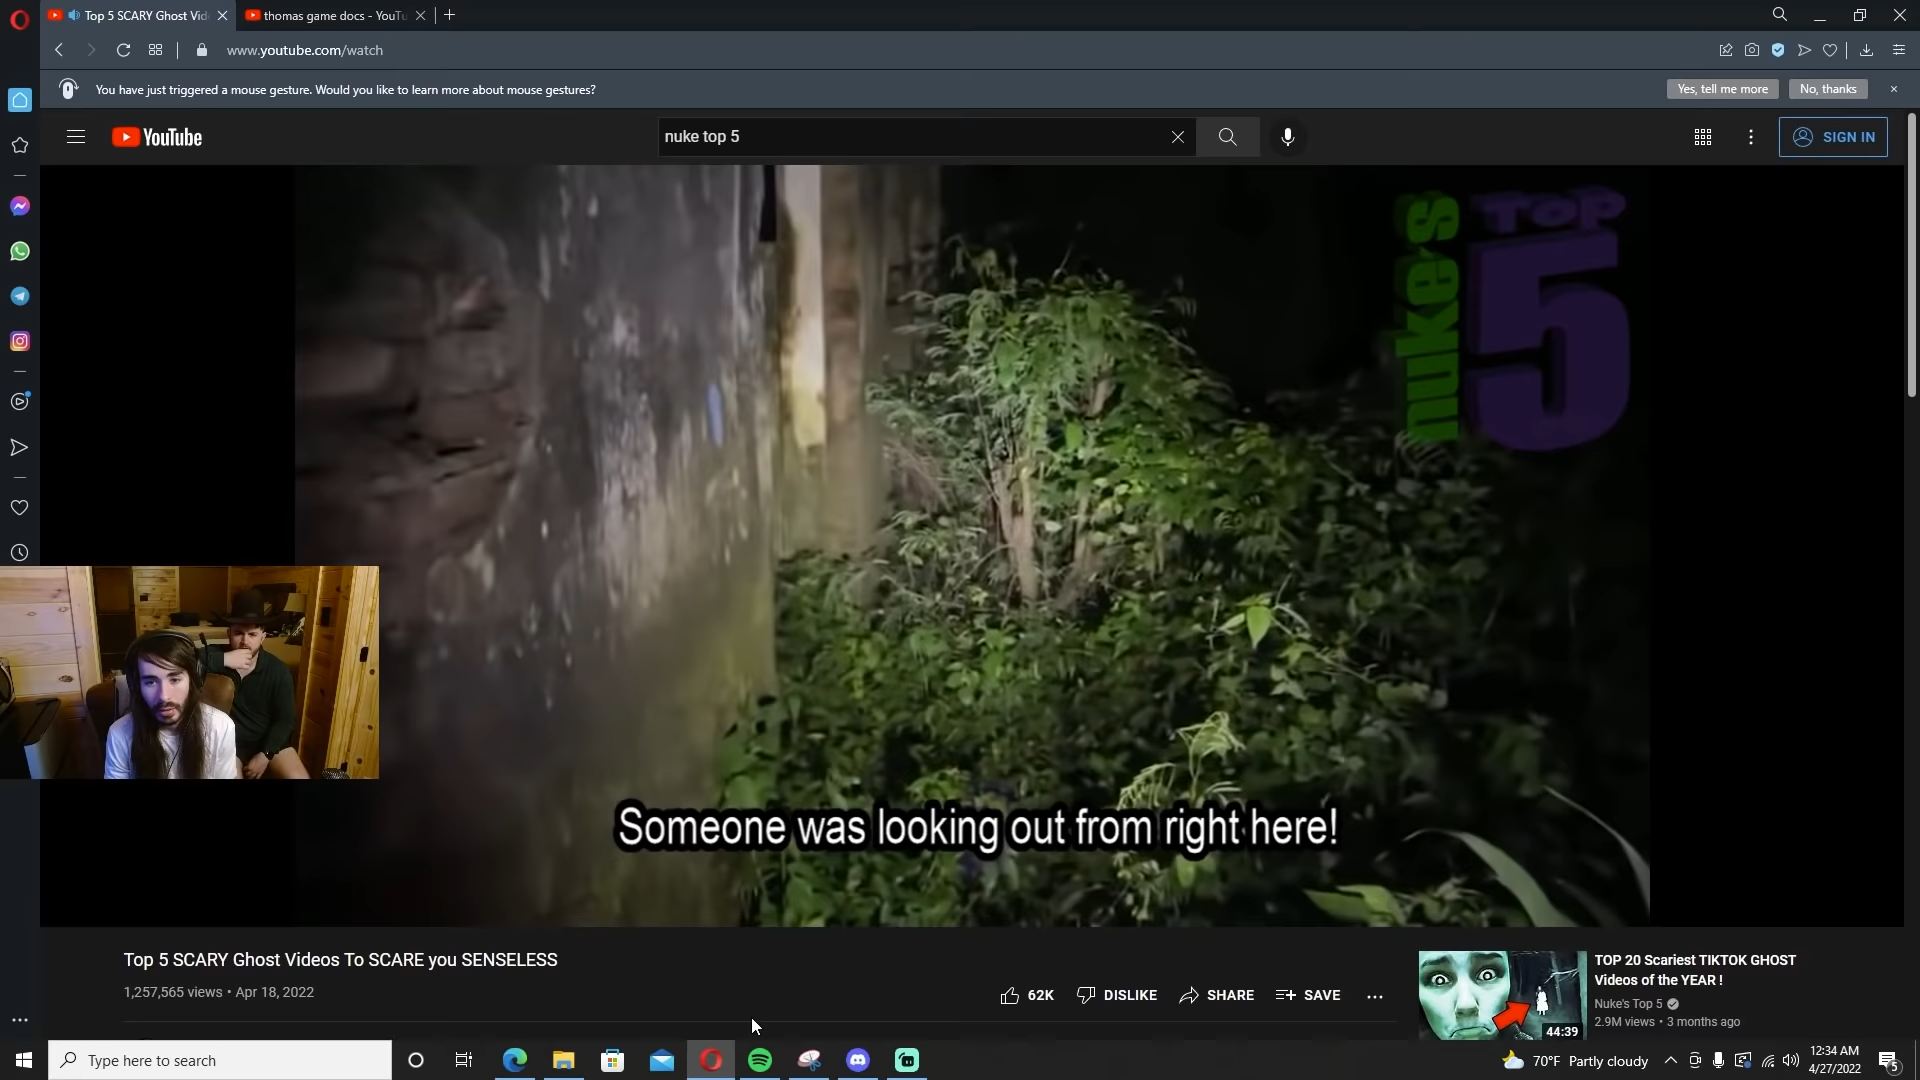 Top 5 SCARY Ghost Vid
thomas game docs - YouTu
www.youtube.com/watch
You have just triggered a mouse gesture. Would you like to learn more about mouse gestures?
Yes, tell me more
No, thanks
YouTube
nuke top 5
SIGN IN
nuke's
Top
5
Someone was looking out from right here!
Top 5 SCARY Ghost Videos To SCARE you SENSELESS
1,257,565 views • Apr 18, 2022
62K
DISLIKE
SHARE
SAVE
TOP 20 Scariest TIKTOK GHOST
Videos of the YEAR !
Nuke's Top 5
2.9M views • 3 months ago
44:39
Type here to search
70°F Partly cloudy
12:34 AM
4/27/2022
5